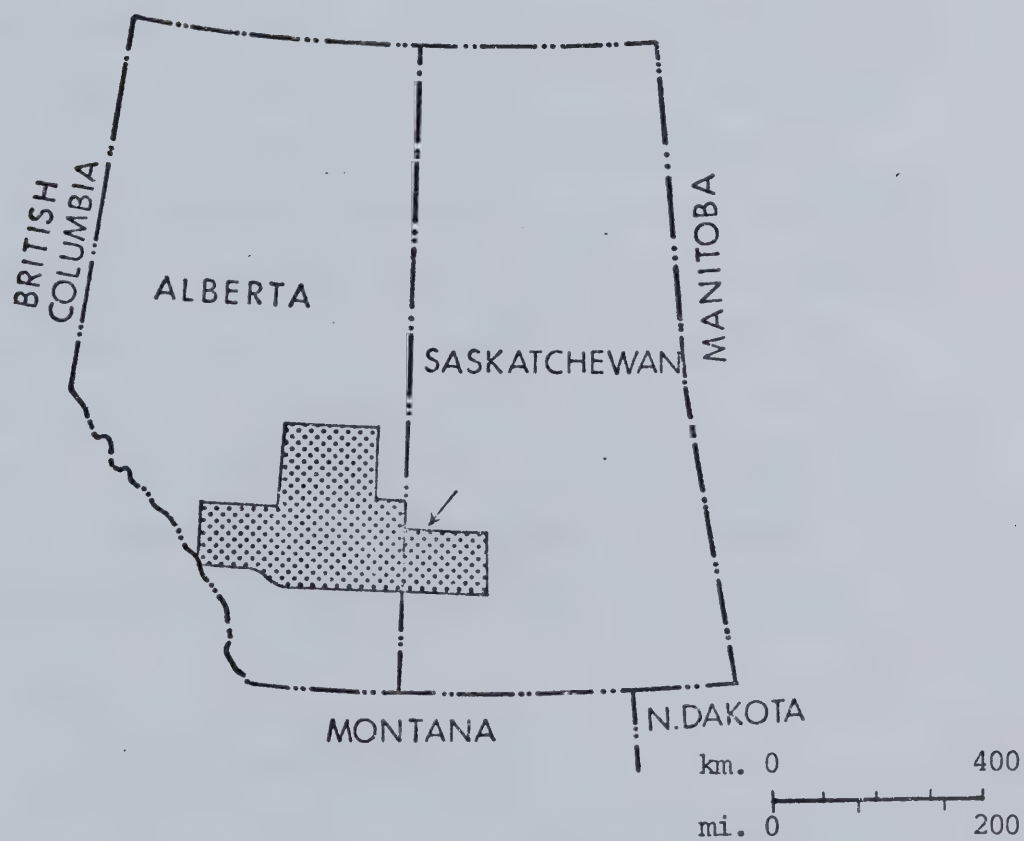 BRITISH
COLUMBIA
ALBERTA
SASKATCHEWAN
MANITOBA
MONTANA
N.DAKOTA
km. 0 400
mi. 0 200